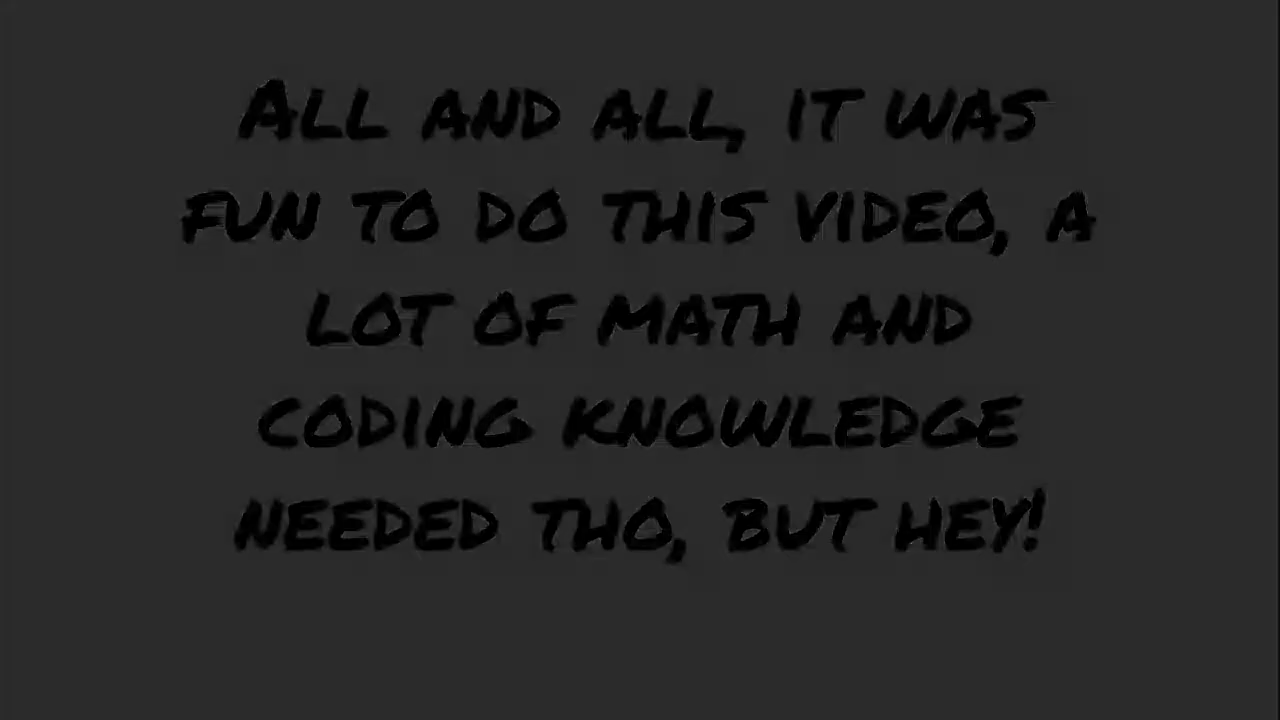 All and all, it was
fun to do this video, a
lot of math and
coding knowledge
needed tho, but hey!